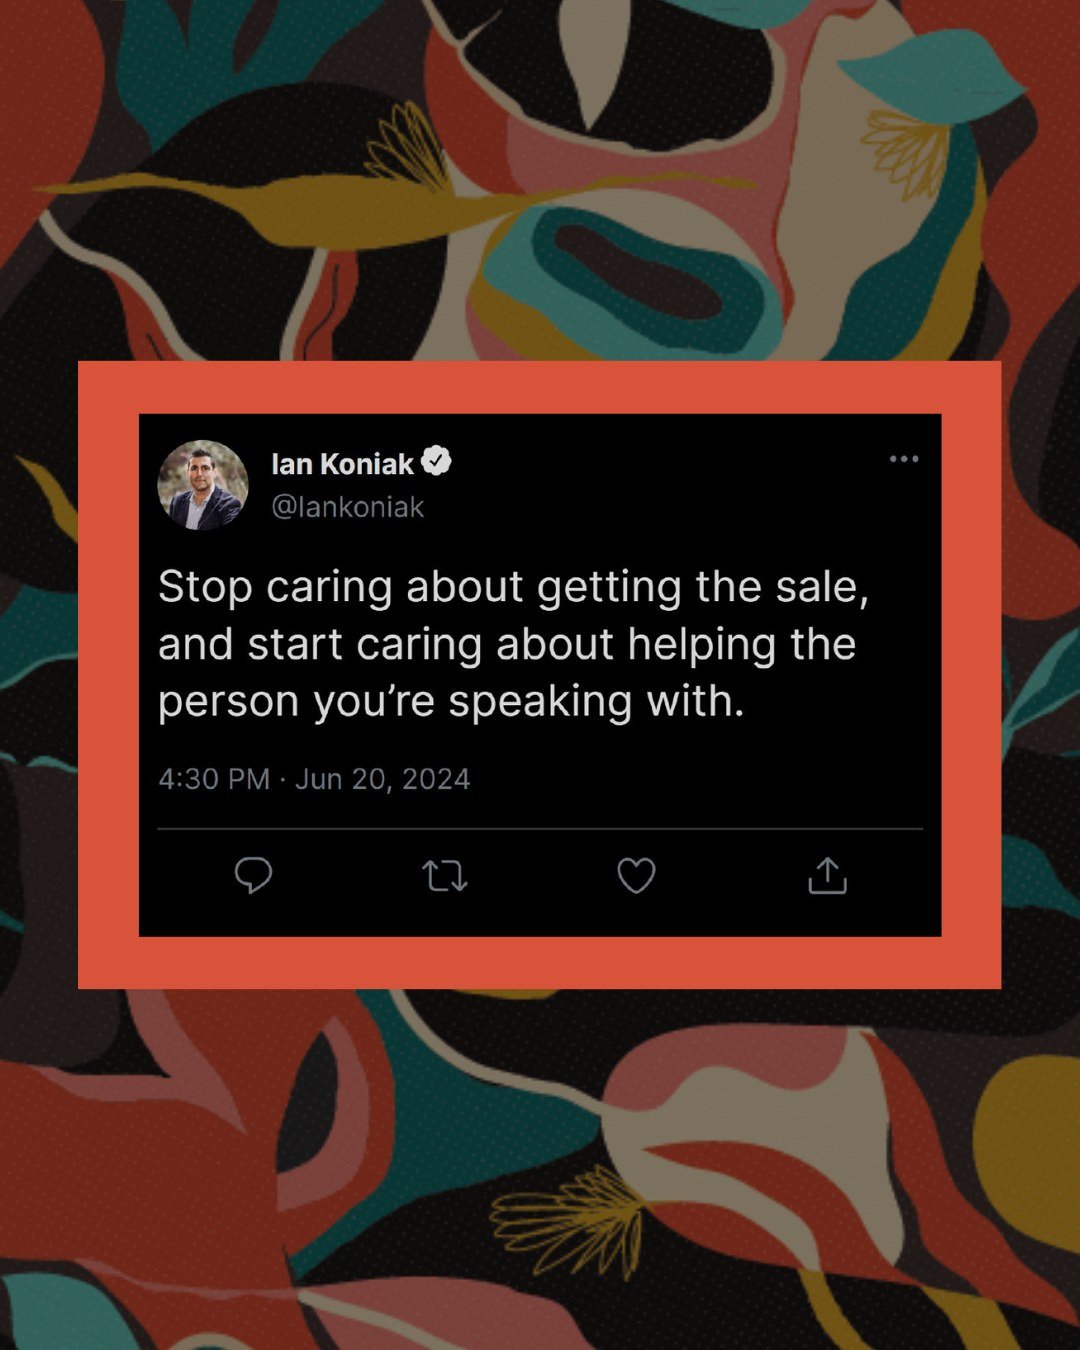 Ian Koniak
@Iankoniak
Stop caring about getting the sale,
and start caring about helping the
person you’re speaking with.
4:30 PM · Jun 20, 2024